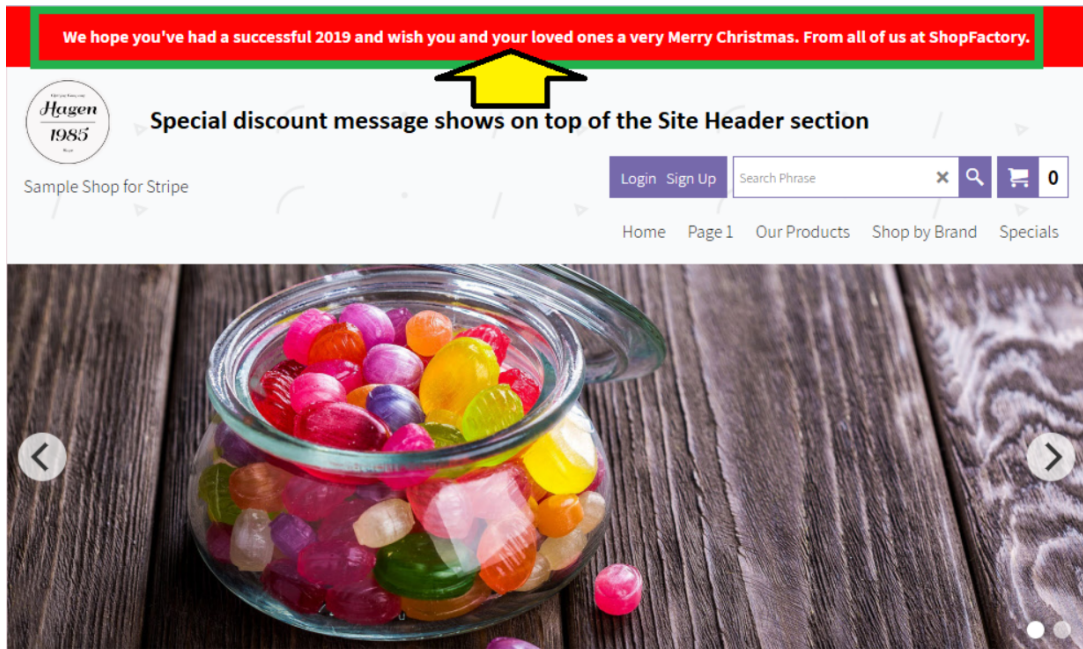 We hope you've had a successful 2019 and wish you and your loved ones a very Merry Christmas. From all of us at ShopFactory.
Hagen
1985
Special discount message shows on top of the Site Header section
Sample Shop for Stripe
Login Sign Up
Search Phrase
0
Home Page 1 Our Products Shop by Brand Specials